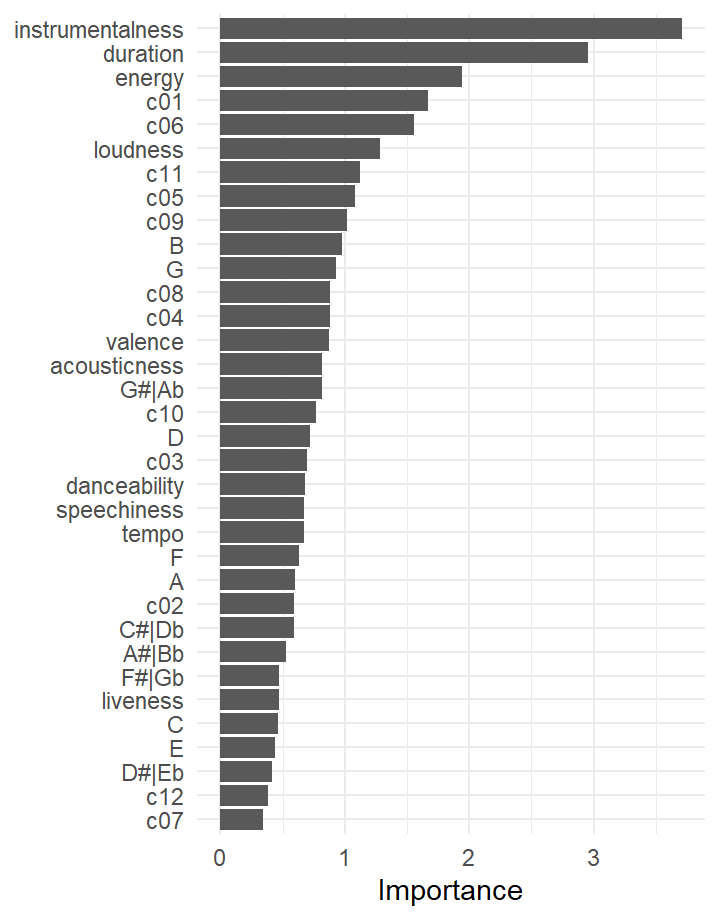 instrumentalness
duration
energy
c01
c06
loudness
c11
c05
c09
B
G
c08
c04
valence
acousticness
G#|Ab
c10
D
c03
danceability
speechiness
tempo
F
A
c02
C#|Db
A#|Bb
F#|Gb
liveness
C
E
D#|Eb
c12
c07
0 1 2 3
Importance